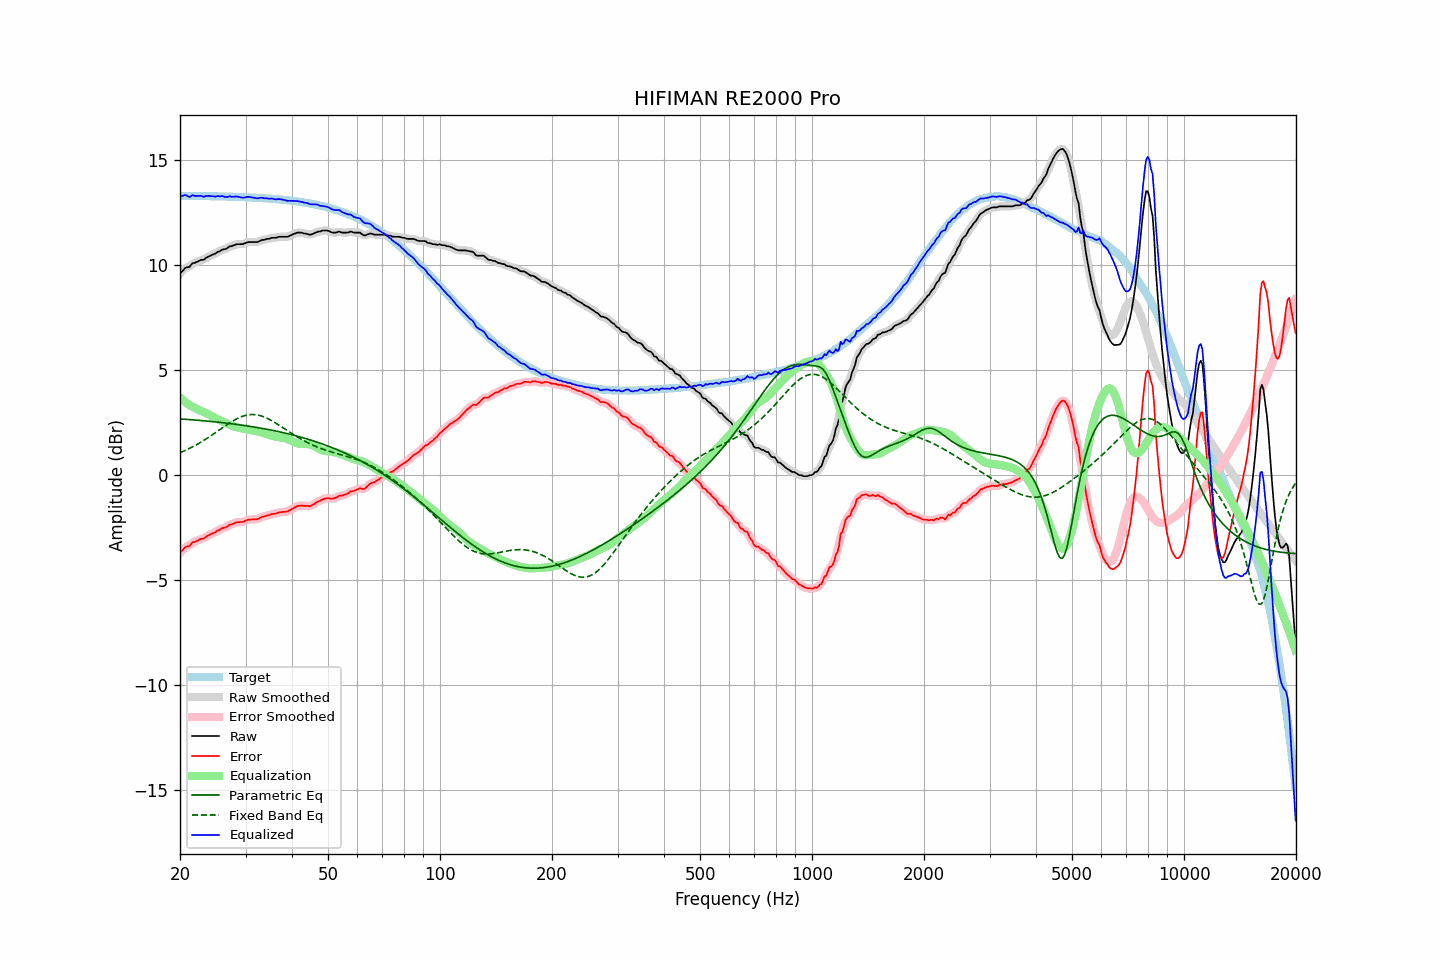 HIFIMAN RE2000 Pro
Amplitude (dBr)
15
10
5
0
−5
−10
−15
Target
Raw Smoothed
Error Smoothed
Raw
Error
Equalization
Parametric Eq
Fixed Band Eq
Equalized
20 50 100 200 500 1000 2000 5000 10000 20000
Frequency (Hz)